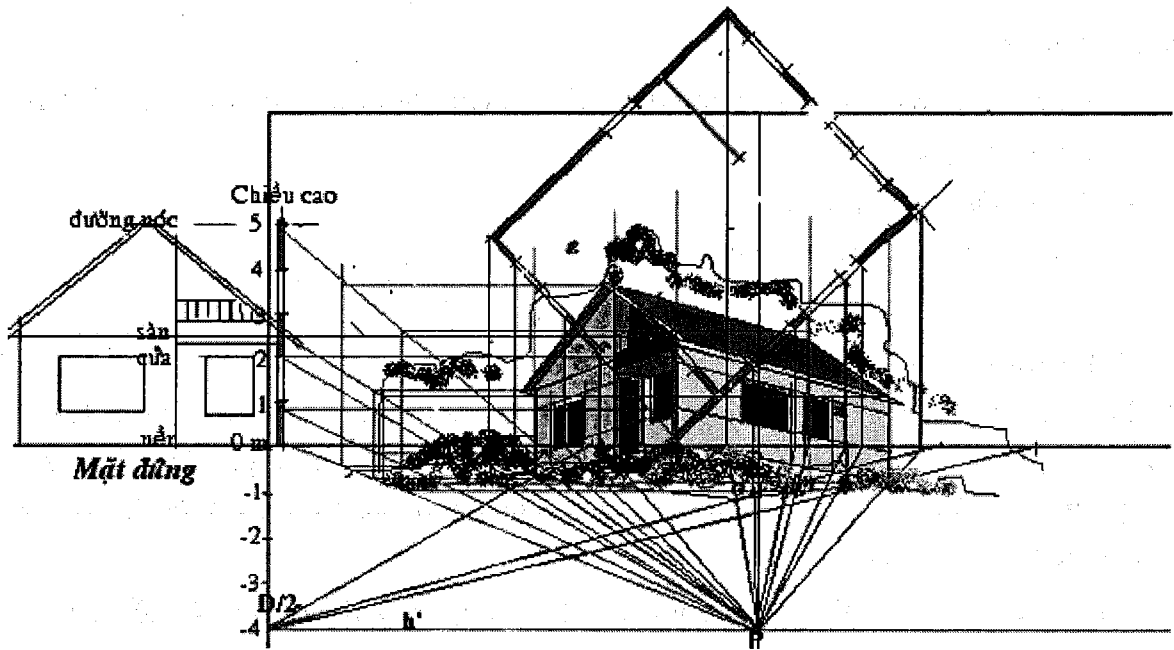 Chiều cao
đường nóc
5
4
3
sàn
cửa
2
1
nền
0 m
Mặt đứng
-1
-2
-3
D/2
-4
h'
P